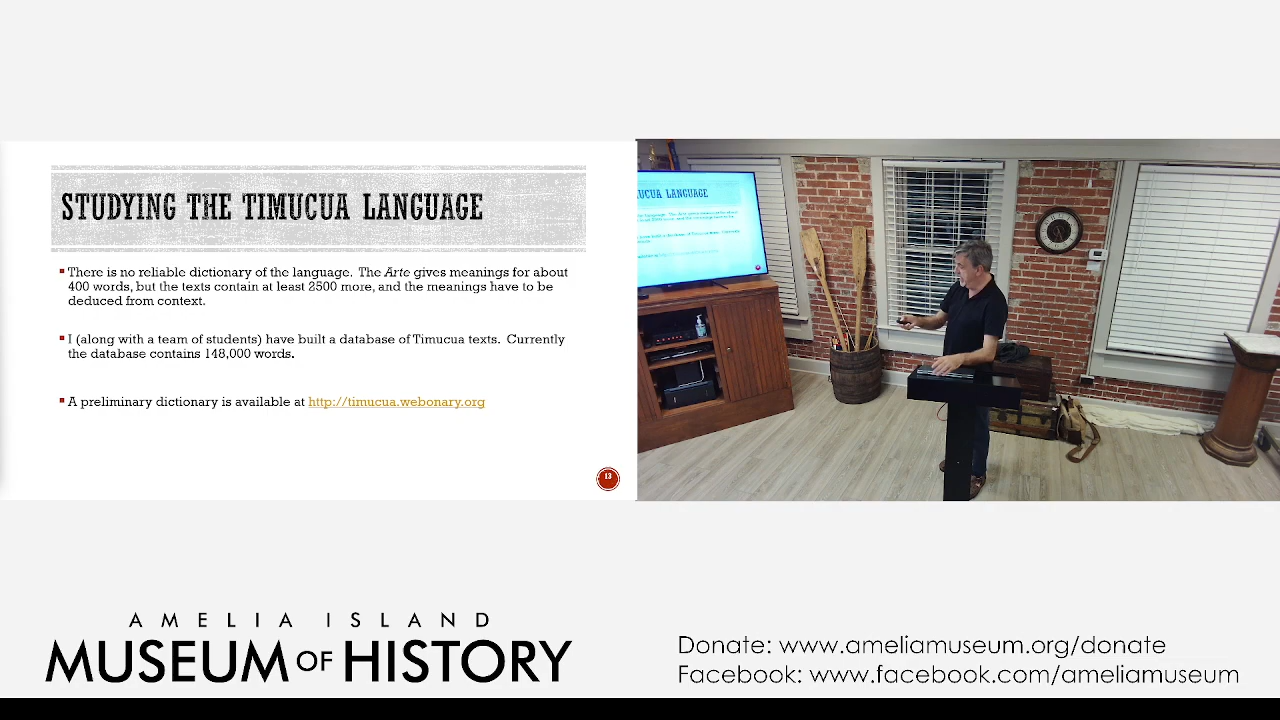 STUDYING THE TIMUCUA LANGUAGE
There is no reliable dictionary of the language. The Arte gives meanings for about
400 words, but the texts contain at least 2500 more, and the meanings have to be
deduced from context.
I (along with a team of students) have built a database of Timucua texts. Currently
the database contains 148,000 words.
A preliminary dictionary is available at http://timucua.webonary.org
13
UCUA LANGUAGE
AMELIA ISLAND
MUSEUM OF HISTORY
Donate: www.ameliamuseum.org/donate
Facebook: www.facebook.com/ameliamuseum